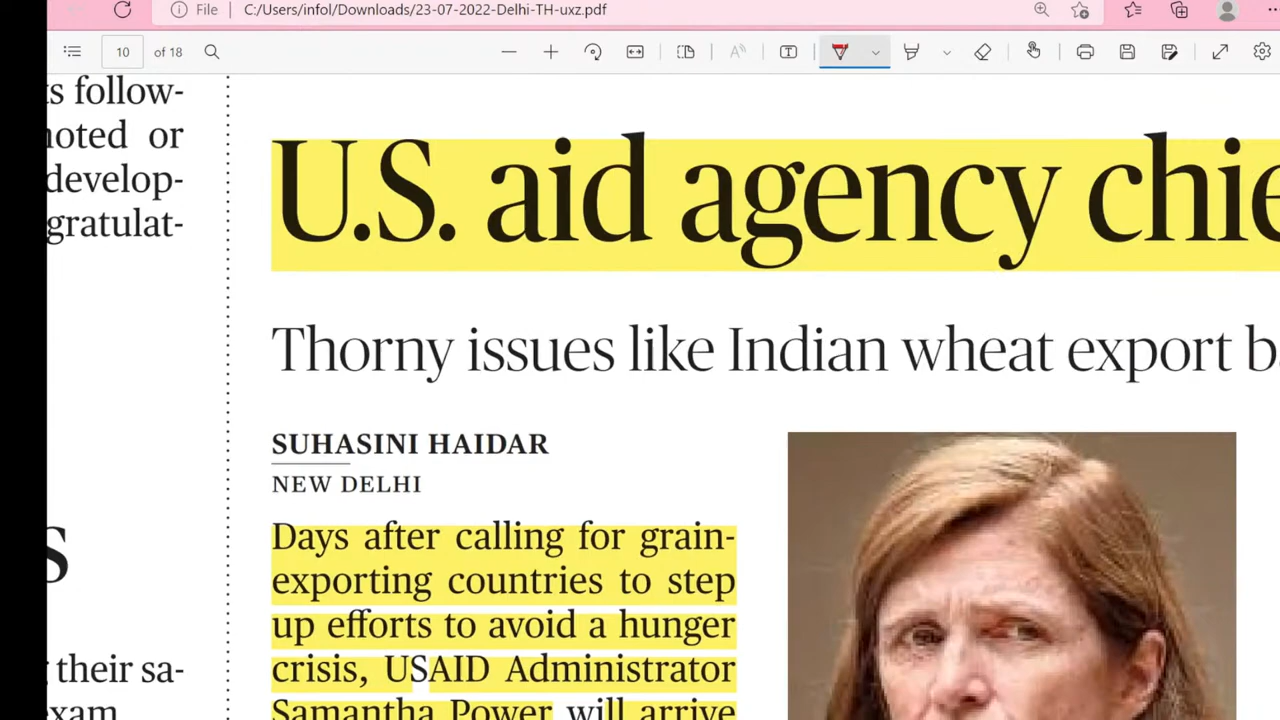 File C:/Users/infol/Downloads/23-07-2022-Delhi-TH-uxz.pdf
10 of 18
ts follow-
noted or
develop-
gratulat-
s
their sa-
exam
U.S. aid agency chie
Thorny issues like Indian wheat export b
SUHASINI HAIDAR
NEW DELHI
Days after calling for grain-
exporting countries to step
up efforts to avoid a hunger
crisis, USAID Administrator
Samantha Power will arrive